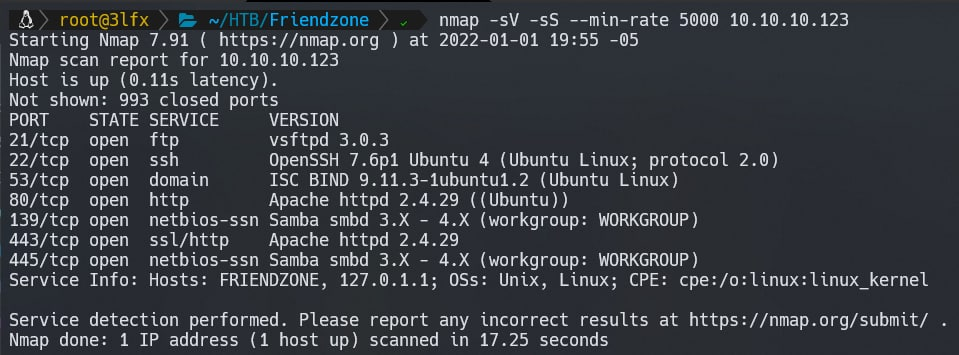 root@3lfx ~/HTB/Friendzone ✓ nmap -sV -sS --min-rate 5000 10.10.10.123
Starting Nmap 7.91 ( https://nmap.org ) at 2022-01-01 19:55 -05
Nmap scan report for 10.10.10.123
Host is up (0.11s latency).
Not shown: 993 closed ports
PORT    STATE SERVICE     VERSION
21/tcp  open  ftp         vsftpd 3.0.3
22/tcp  open  ssh         OpenSSH 7.6p1 Ubuntu 4 (Ubuntu Linux; protocol 2.0)
53/tcp  open  domain      ISC BIND 9.11.3-1ubuntu1.2 (Ubuntu Linux)
80/tcp  open  http        Apache httpd 2.4.29 ((Ubuntu))
139/tcp open  netbios-ssn Samba smbd 3.X - 4.X (workgroup: WORKGROUP)
443/tcp open  ssl/http    Apache httpd 2.4.29
445/tcp open  netbios-ssn Samba smbd 3.X - 4.X (workgroup: WORKGROUP)
Service Info: Hosts: FRIENDZONE, 127.0.1.1; OSs: Unix, Linux; CPE: cpe:/o:linux:linux_kernel
Service detection performed. Please report any incorrect results at https://nmap.org/submit/ .
Nmap done: 1 IP address (1 host up) scanned in 17.25 seconds